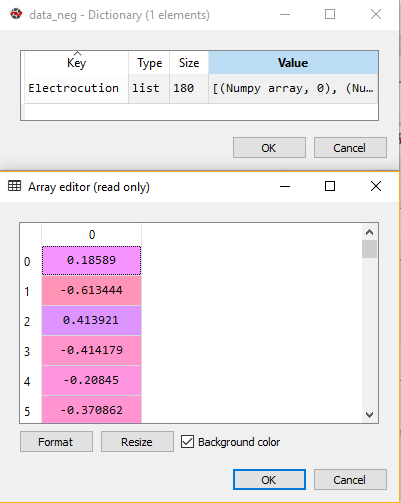 data_neg - Dictionary (1 elements)
Key Type Size Value
Electrocution list 180 [(Numpy array, 0), (Nu...
OK Cancel
Array editor (read only)
0
0 0.18589
1 -0.613444
2 0.413921
3 -0.414179
4 -0.20845
5 -0.370862
Format Resize Background color
OK Cancel